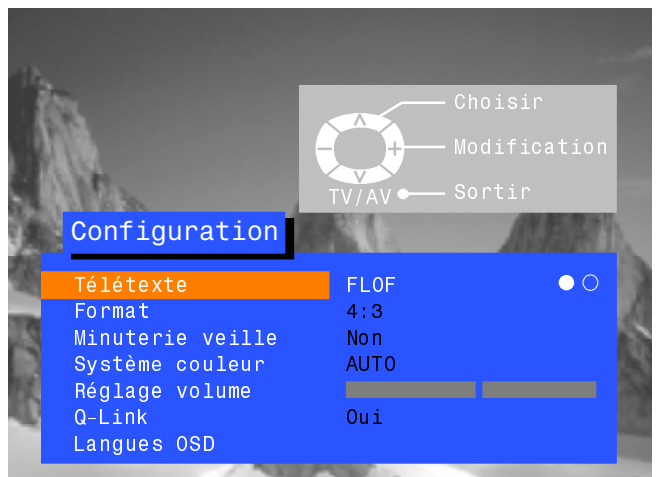 Choisir
Modification
TV/AV Sortir
Configuration
Télétexte FLOF
Format 4:3
Minuterie veille Non
Système couleur AUTO
Réglage volume
Q-Link Oui
Langues OSD